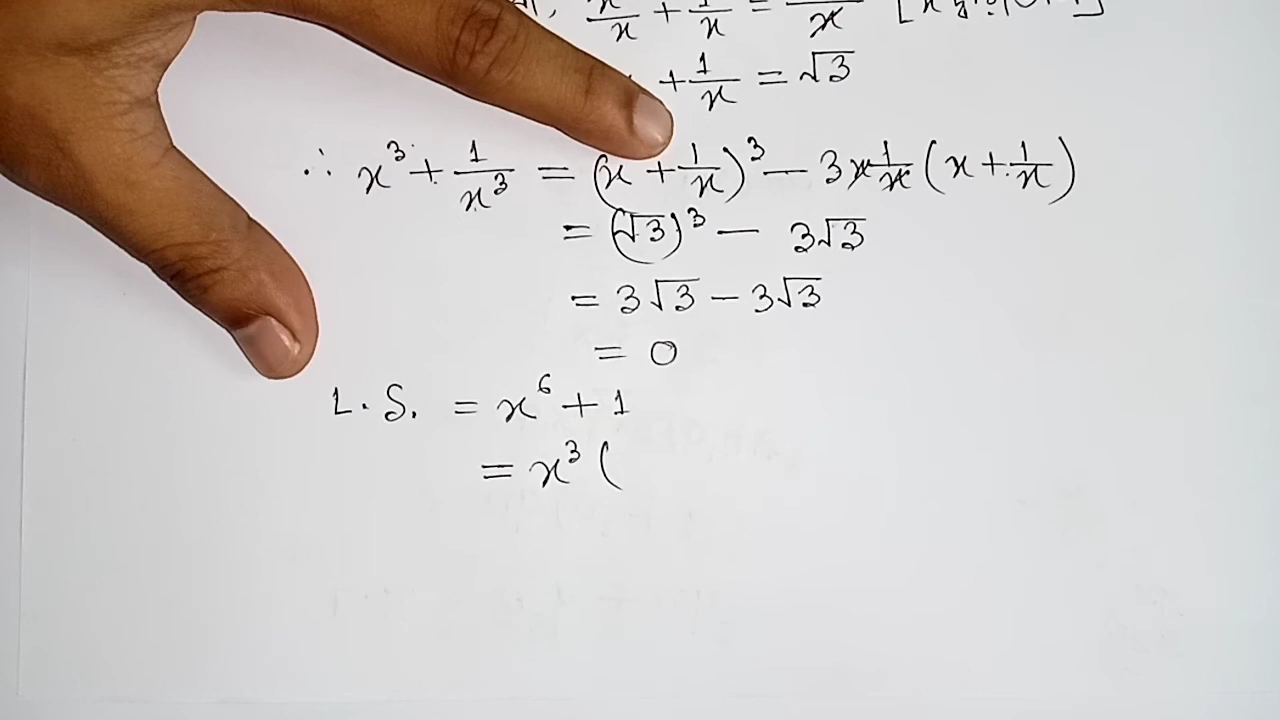 + 1/x = √3
∴ x³ + 1/x³ = (x + 1/x)³ - 3x 1/x (x + 1/x)
= (√3)³ - 3√3
= 3√3 - 3√3
= 0
L.S. = x⁶ + 1
= x³ (